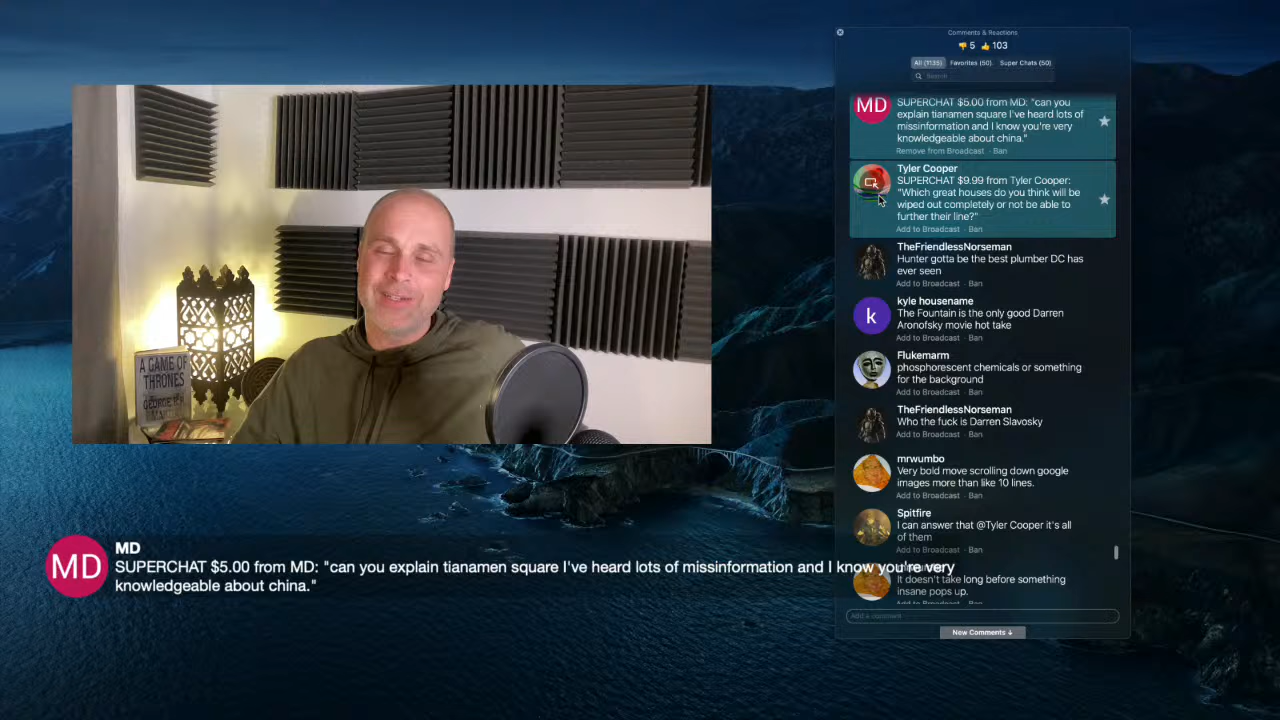 A GAME OF
THRONES
GEORGE R.R.
MD
MD
SUPERCHAT $5.00 from MD: "can you explain tianamen square I've heard lots of missinformation and I know you're very
knowledgeable about china."
Comments & Reactions
👎 5 👍 103
All (1135) Favorites (50) Super Chats (50)
Search
MD
SUPERCHAT $5.00 from MD: "can you
explain tianamen square I've heard lots of
missinformation and I know you're very
knowledgeable about china."
Remove from Broadcast · Ban
Tyler Cooper
SUPERCHAT $9.99 from Tyler Cooper:
"Which great houses do you think will be
wiped out completely or not be able to
further their line?"
Add to Broadcast · Ban
TheFriendlessNorseman
Hunter gotta be the best plumber DC has
ever seen
Add to Broadcast · Ban
k
kyle housename
The Fountain is the only good Darren
Aronofsky movie hot take
Add to Broadcast · Ban
Flukemarm
phosphorescent chemicals or something
for the background
Add to Broadcast · Ban
TheFriendlessNorseman
Who the fuck is Darren Slavosky
Add to Broadcast · Ban
mrwumbo
Very bold move scrolling down google
images more than like 10 lines.
Add to Broadcast · Ban
Spitfire
I can answer that @Tyler Cooper it's all
of them
Add to Broadcast · Ban
It doesn't take long before something
insane pops up.
Add to Broadcast · Ban
Add a comment
New Comments ↓